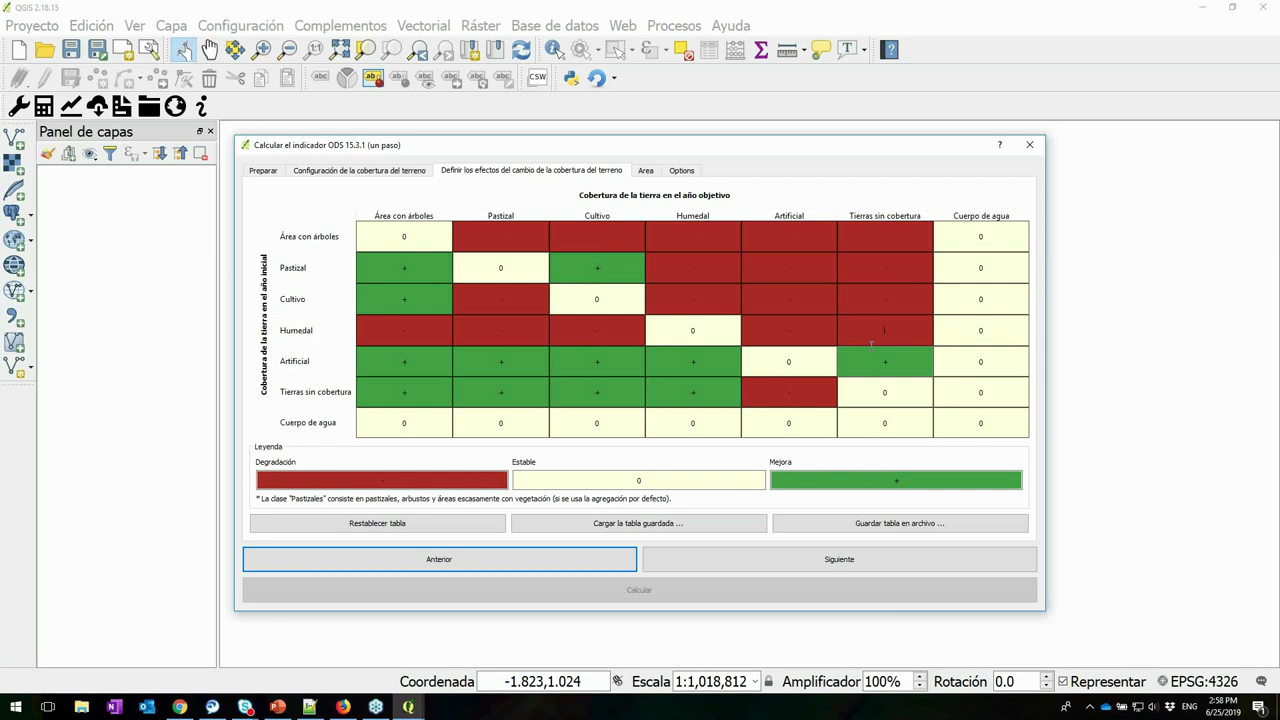 QGIS 2.18.15
Proyecto Edición Ver Capa Configuración Complementos Vectorial Ráster Base de datos Web Procesos Ayuda
abc ab abc abc abc abc abc CSW
Panel de capas
Calcular el indicador ODS 15.3.1 (un paso)
Preparar Configuración de la cobertura del terreno Definir los efectos del cambio de la cobertura del terreno Area Options
Cobertura de la tierra en el año objetivo
Área con árboles Pastizal Cultivo Humedal Artificial Tierras sin cobertura Cuerpo de agua
Cobertura de la tierra en el año inicial
Área con árboles 0 - - - - - 0
Pastizal + 0 + - - - 0
Cultivo + - 0 - - - 0
Humedal - - - 0 - - 0
Artificial + + + + 0 + 0
Tierras sin cobertura + + + + - 0 0
Cuerpo de agua 0 0 0 0 0 0 0
Leyenda
Degradación Estable Mejora
- 0 +
* La clase "Pastizales" consiste en pastizales, arbustos y áreas escasamente con vegetación (si se usa la agregación por defecto).
Restablecer tabla Cargar la tabla guardada ... Guardar tabla en archivo ...
Anterior Siguiente
Calcular
Coordenada -1.823,1.024 Escala 1:1,018,812 Amplificador 100% Rotación 0.0 Representar EPSG:4326
2:58 PM
6/25/2019